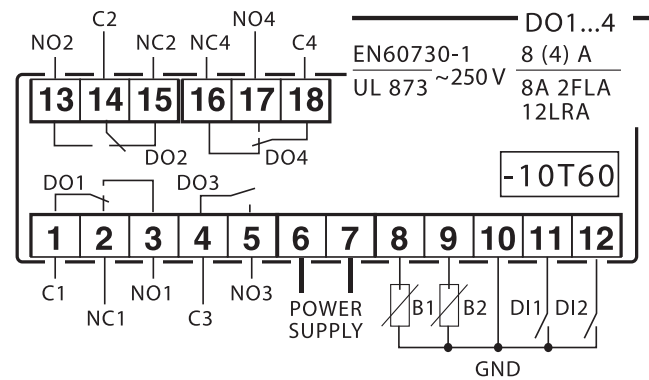 C2 NO4 DO1...4
NO2 NC2 NC4 C4 EN60730-1 8 (4) A
UL 873 ~250 V 8A 2FLA
12LRA
13 14 15 16 17 18
DO2 DO4
-10T60
DO1 DO3
1 2 3 4 5 6 7 8 9 10 11 12
C1 NO1 NO3 B1 B2 DI1 DI2
NC1 C3 POWER
SUPPLY
GND